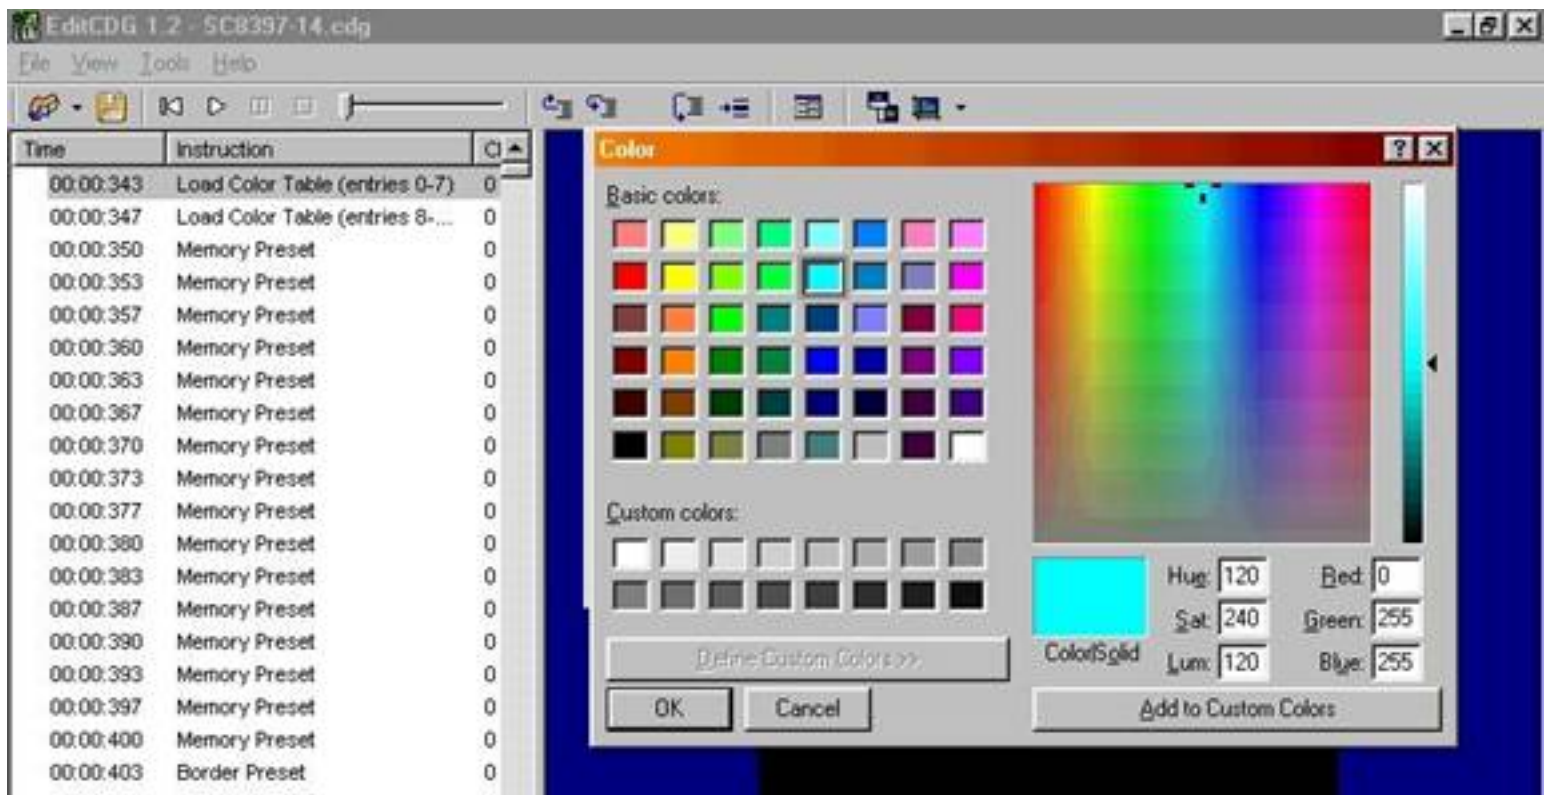 EditCDG 1.2 - SC8397-14.cdg
File View Tools Help
Time Instruction Cl
00:00:343 Load Color Table (entries 0-7) 0
00:00:347 Load Color Table (entries 8-... 0
00:00:350 Memory Preset 0
00:00:353 Memory Preset 0
00:00:357 Memory Preset 0
00:00:360 Memory Preset 0
00:00:363 Memory Preset 0
00:00:367 Memory Preset 0
00:00:370 Memory Preset 0
00:00:373 Memory Preset 0
00:00:377 Memory Preset 0
00:00:380 Memory Preset 0
00:00:383 Memory Preset 0
00:00:387 Memory Preset 0
00:00:390 Memory Preset 0
00:00:393 Memory Preset 0
00:00:397 Memory Preset 0
00:00:400 Memory Preset 0
00:00:403 Border Preset 0
Color
Basic colors:
Custom colors:
Define Custom Colors >>
OK Cancel
Color|Solid
Hue: 120 Red: 0
Sat: 240 Green: 255
Lum: 120 Blue: 255
Add to Custom Colors